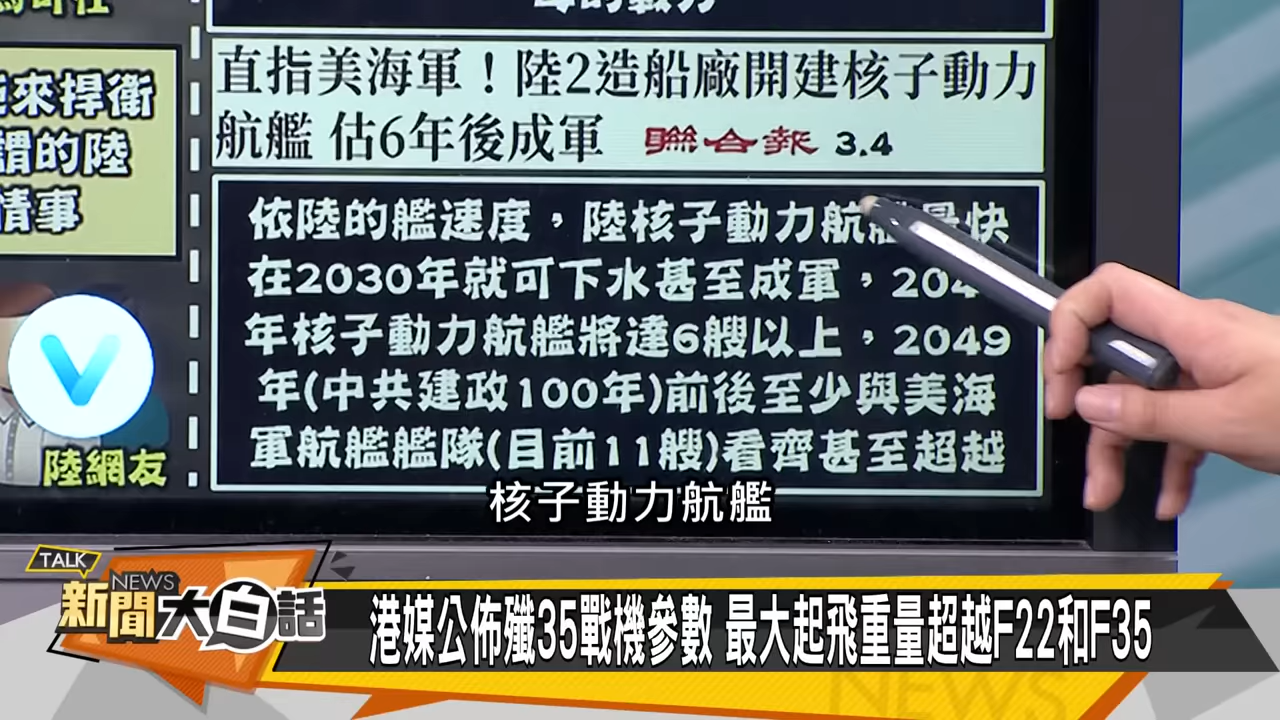 直指美海軍！陸2造船廠開建核子動力
航艦 估6年後成軍 聯合報 3.4
來捍衛
謂的陸
情事
陸網友
依陸的艦速度，陸核子動力航 最快
在2030年就可下水甚至成軍，204
年核子動力航艦將達6艘以上，2049
年(中共建政100年)前後至少與美海
軍航艦艦隊(目前11艘)看齊甚至超越
核子動力航艦
TALK
NEWS
新聞大白話
港媒公佈殲35戰機參數 最大起飛重量超越F22和F35
NEWS